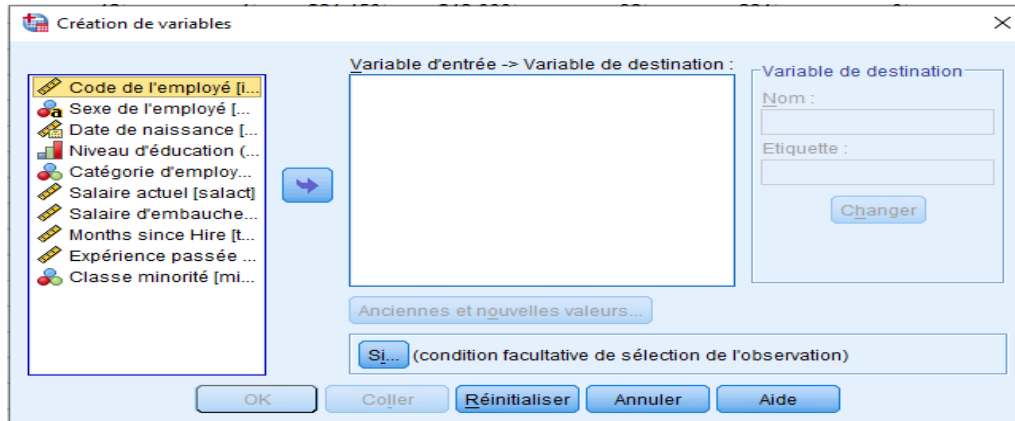 Création de variables
Code de l'employé [i...
Sexe de l'employé [...
Date de naissance [...
Niveau d'éducation (...
Catégorie d'employ...
Salaire actuel [salact]
Salaire d'embauche...
Months since Hire [t...
Expérience passée ...
Classe minorité [mi...
Variable d'entrée -> Variable de destination :
Variable de destination
Nom :
Etiquette :
Changer
Anciennes et nouvelles valeurs...
Si... (condition facultative de sélection de l'observation)
OK Coller Réinitialiser Annuler Aide